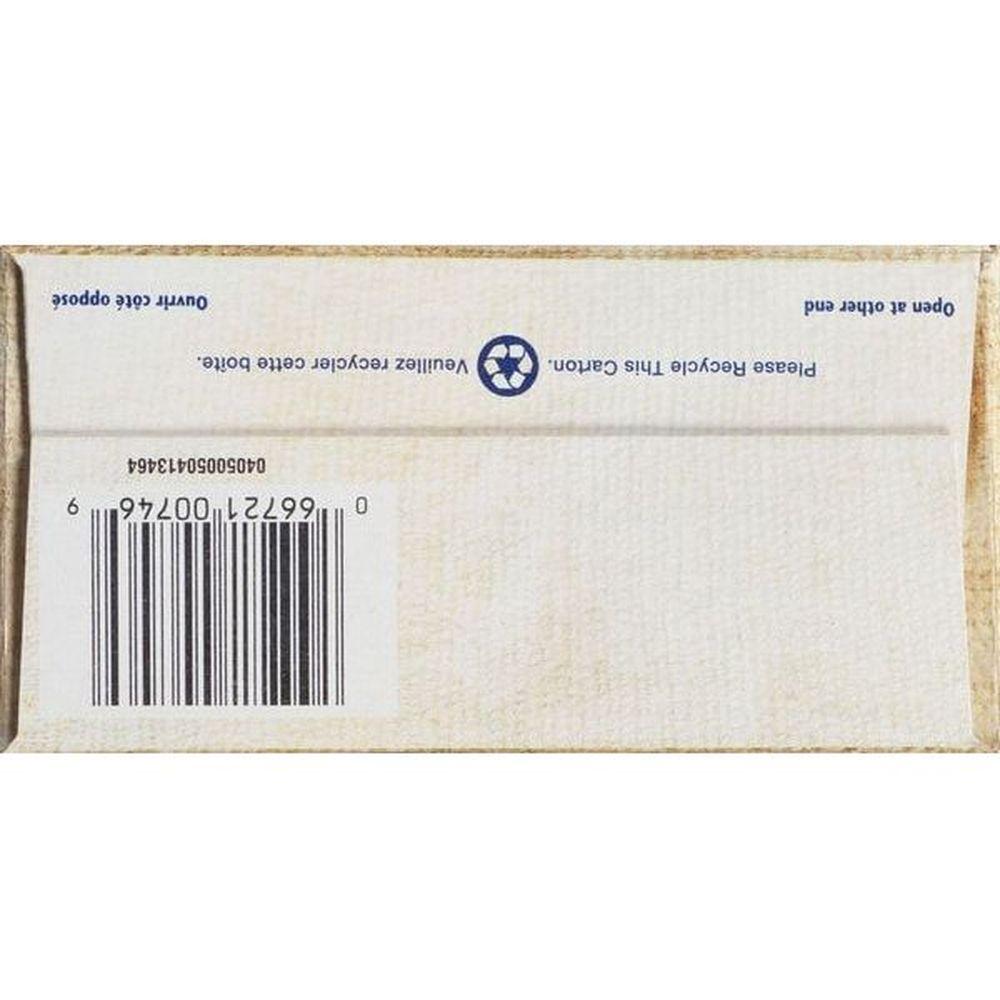 0 66721 00746 9
04050050413464
Please Recycle This Carton. Veuillez recycler cette boîte.
Open at other end Ouvrir côté opposé